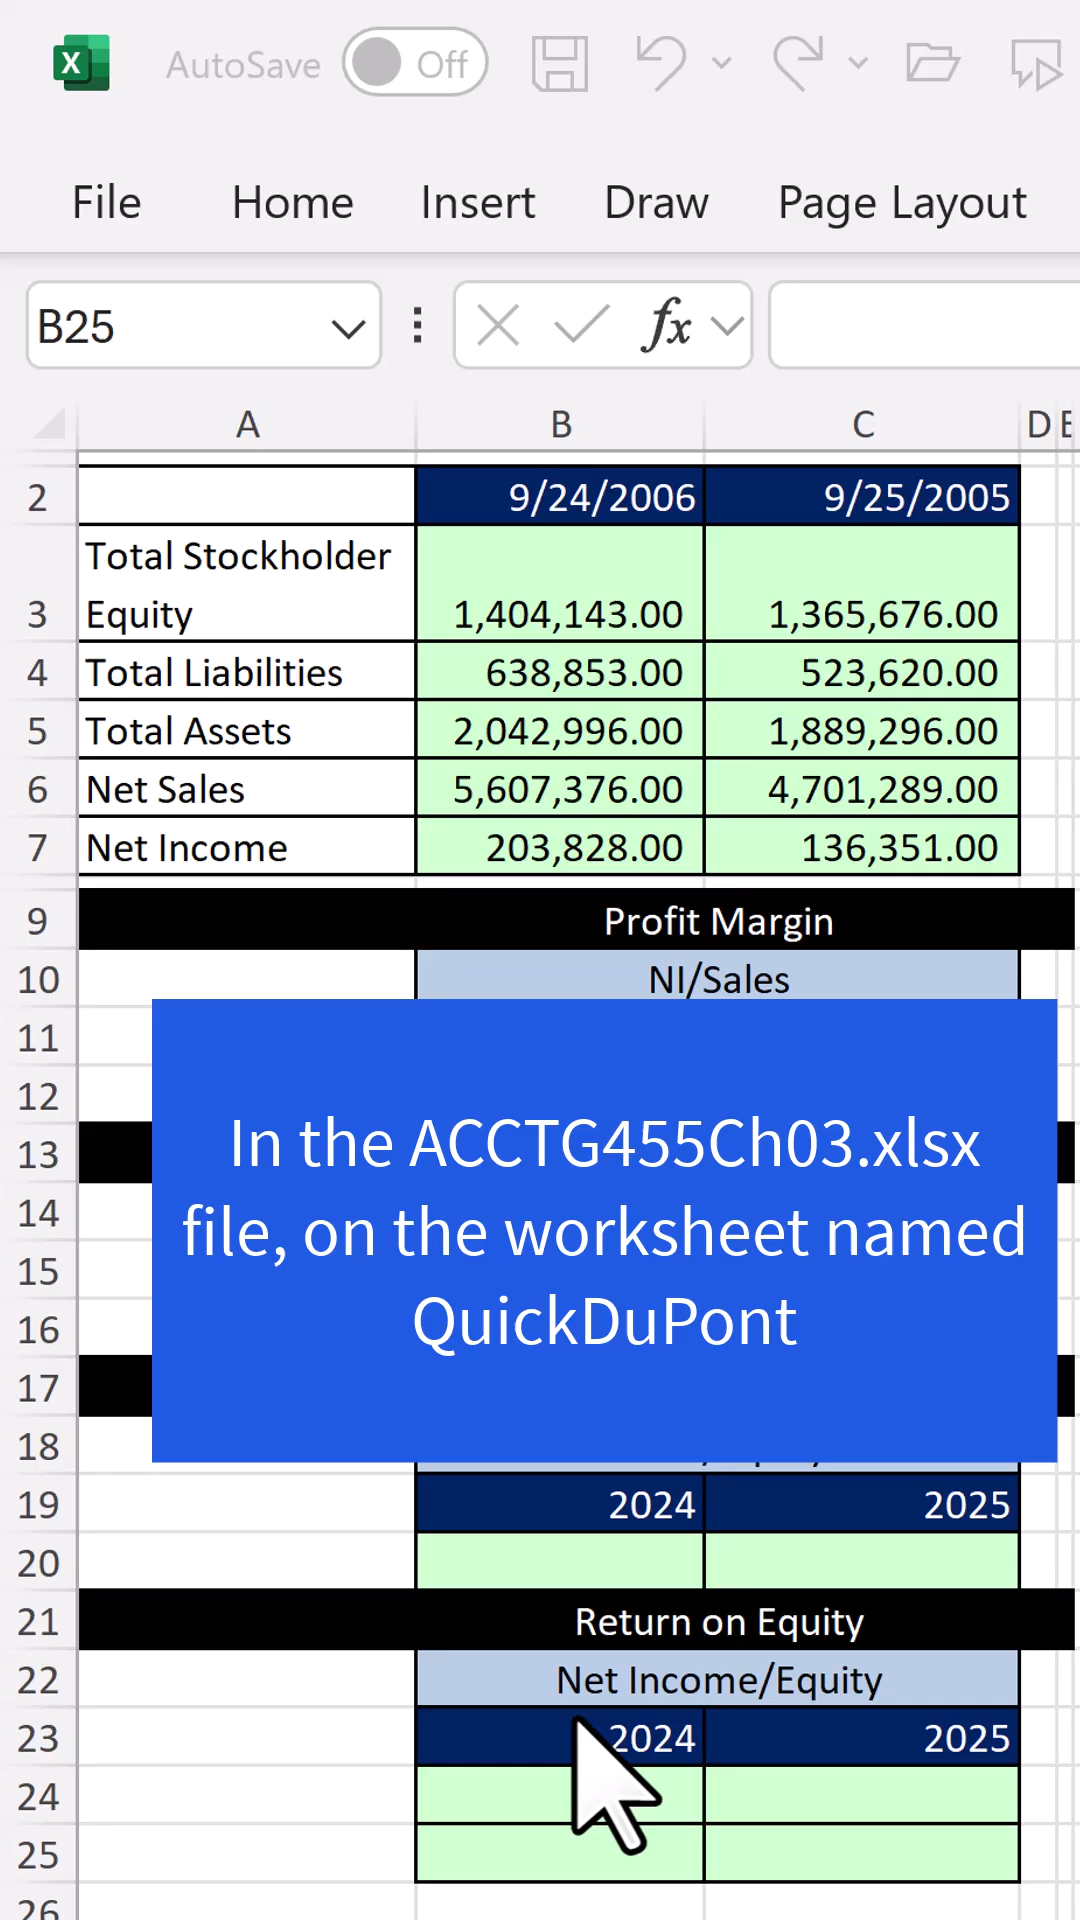 X AutoSave Off
File Home Insert Draw Page Layout
B25 fx
A B C D E
2 9/24/2006 9/25/2005
Total Stockholder
3 Equity 1,404,143.00 1,365,676.00
4 Total Liabilities 638,853.00 523,620.00
5 Total Assets 2,042,996.00 1,889,296.00
6 Net Sales 5,607,376.00 4,701,289.00
7 Net Income 203,828.00 136,351.00
9 Profit Margin
10 NI/Sales
11
12
13
14
15
16
17
18
In the ACCTG455Ch03.xlsx
file, on the worksheet named
QuickDuPont
19 2024 2025
20
21 Return on Equity
22 Net Income/Equity
23 2024 2025
24
25
26